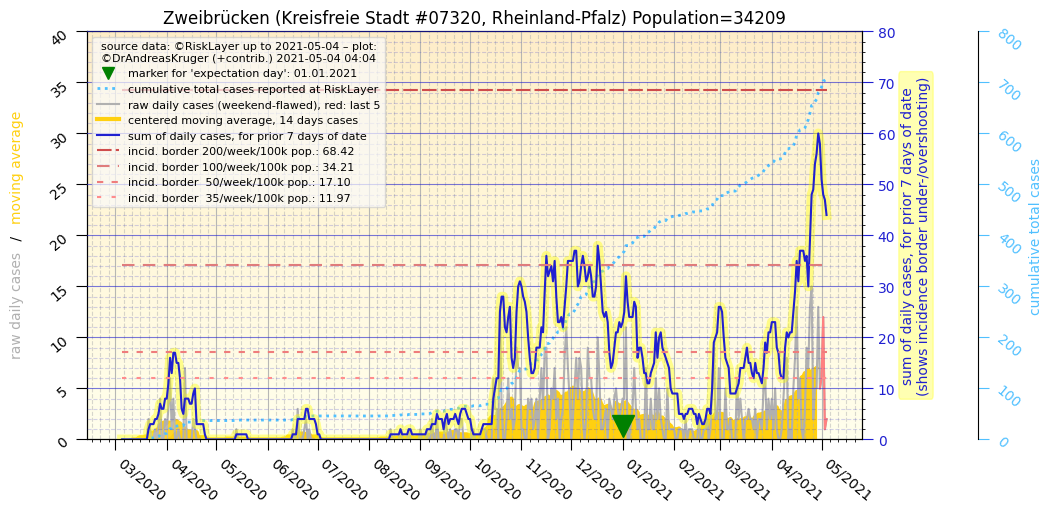 Zweibrücken (Kreisfreie Stadt #07320, Rheinland-Pfalz) Population=34209
source data: ©RiskLayer up to 2021-05-04 – plot:
©DrAndreasKruger (+contrib.) 2021-05-04 04:04
marker for 'expectation day': 01.01.2021
cumulative total cases reported at RiskLayer
raw daily cases (weekend-flawed), red: last 5
centered moving average, 14 days cases
sum of daily cases, for prior 7 days of date
incid. border 200/week/100k pop.: 68.42
incid. border 100/week/100k pop.: 34.21
incid. border  50/week/100k pop.: 17.10
incid. border  35/week/100k pop.: 11.97
raw daily cases / moving average
40
35
30
25
20
15
10
5
0
03/2020
04/2020
05/2020
06/2020
07/2020
08/2020
09/2020
10/2020
11/2020
12/2020
01/2021
02/2021
03/2021
04/2021
05/2021
80
70
60
50
40
30
20
10
0
sum of daily cases, for prior 7 days of date
(shows incidence border under-/overshooting)
800
700
600
500
400
300
200
100
0
cumulative total cases